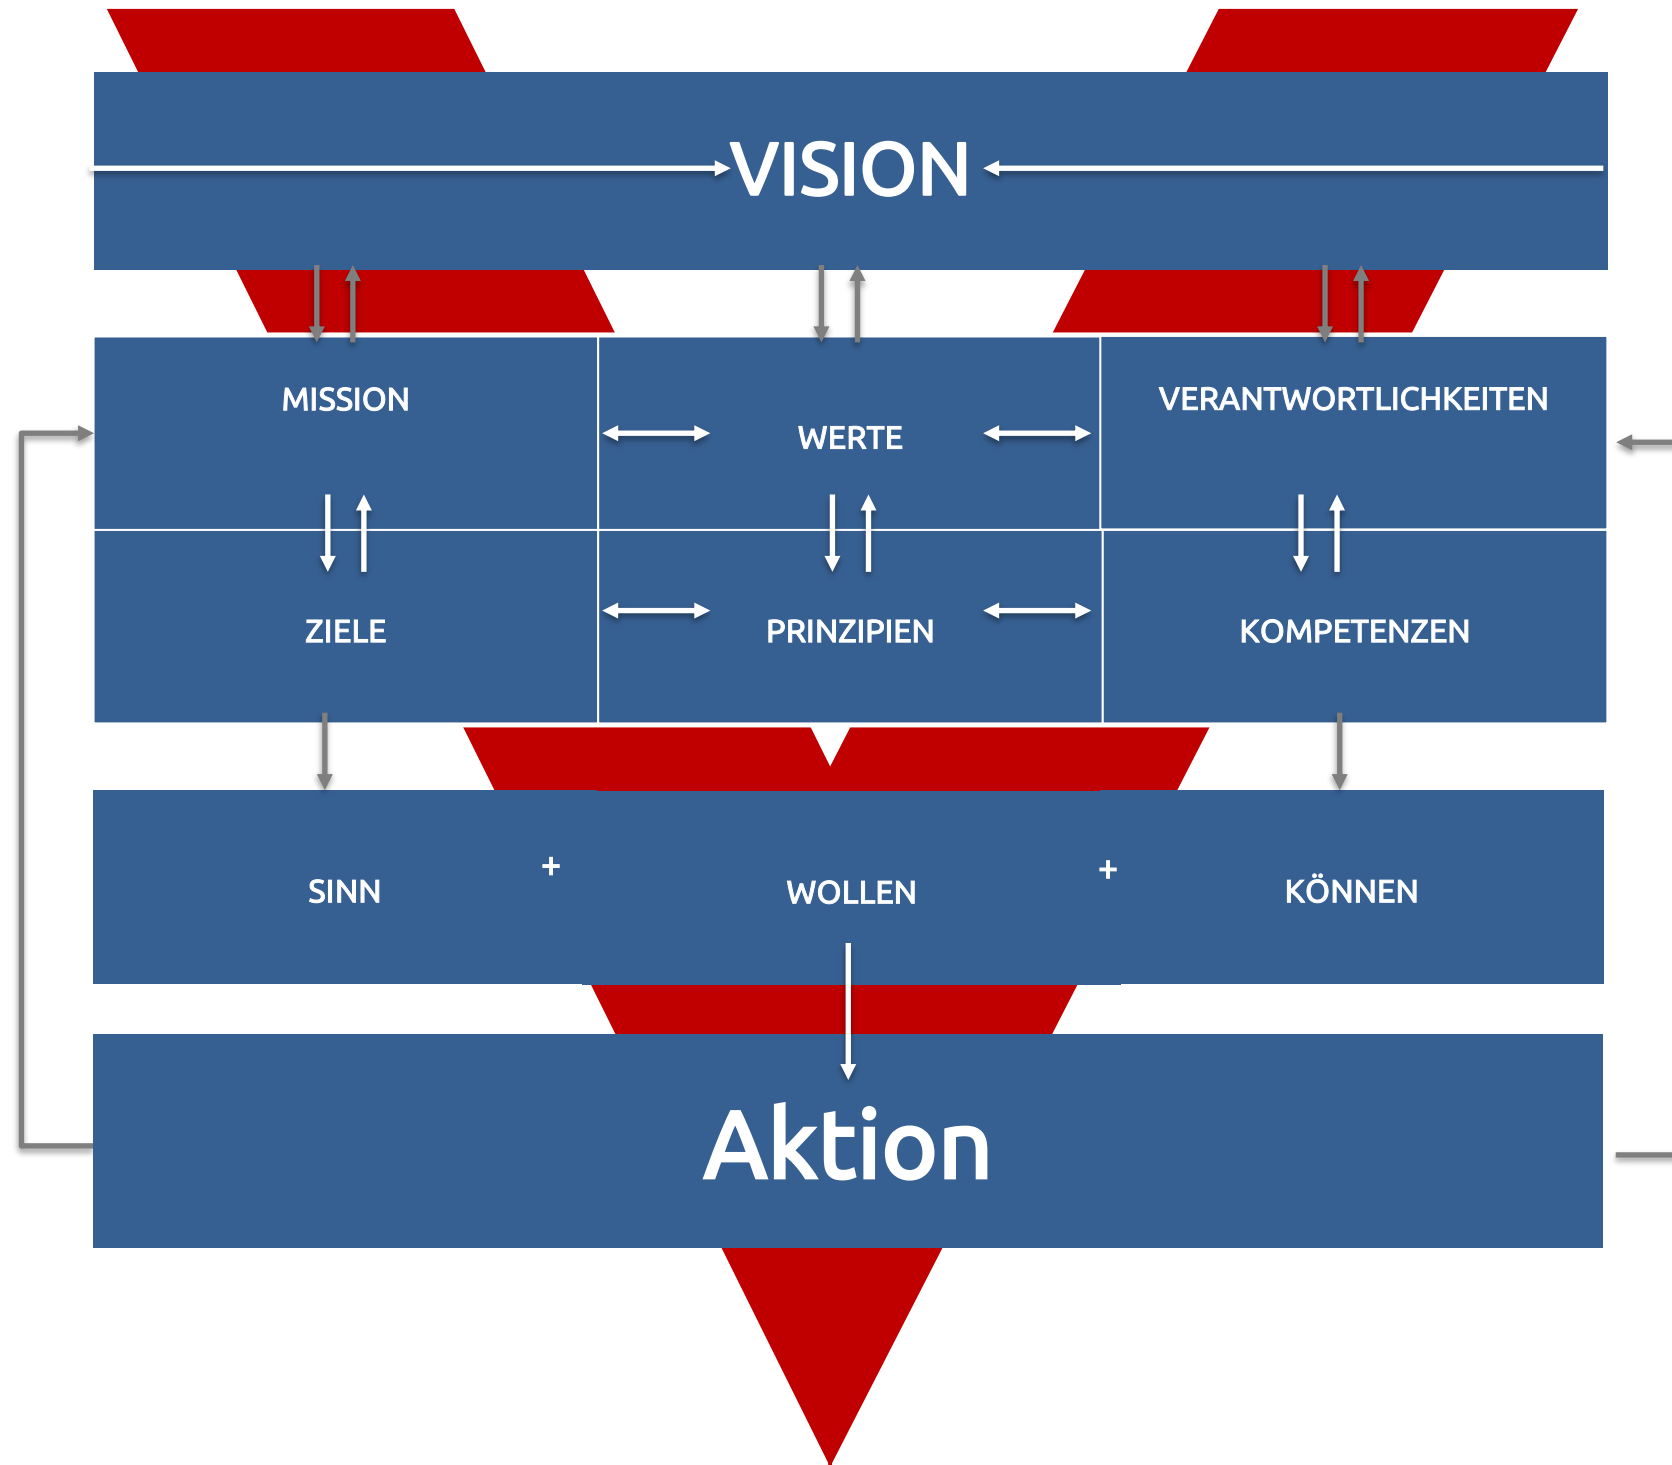 VISION
MISSION
WERTE
VERANTWORTLICHKEITEN
ZIELE
PRINZIPIEN
KOMPETENZEN
SINN
+
WOLLEN
+
KÖNNEN
Aktion